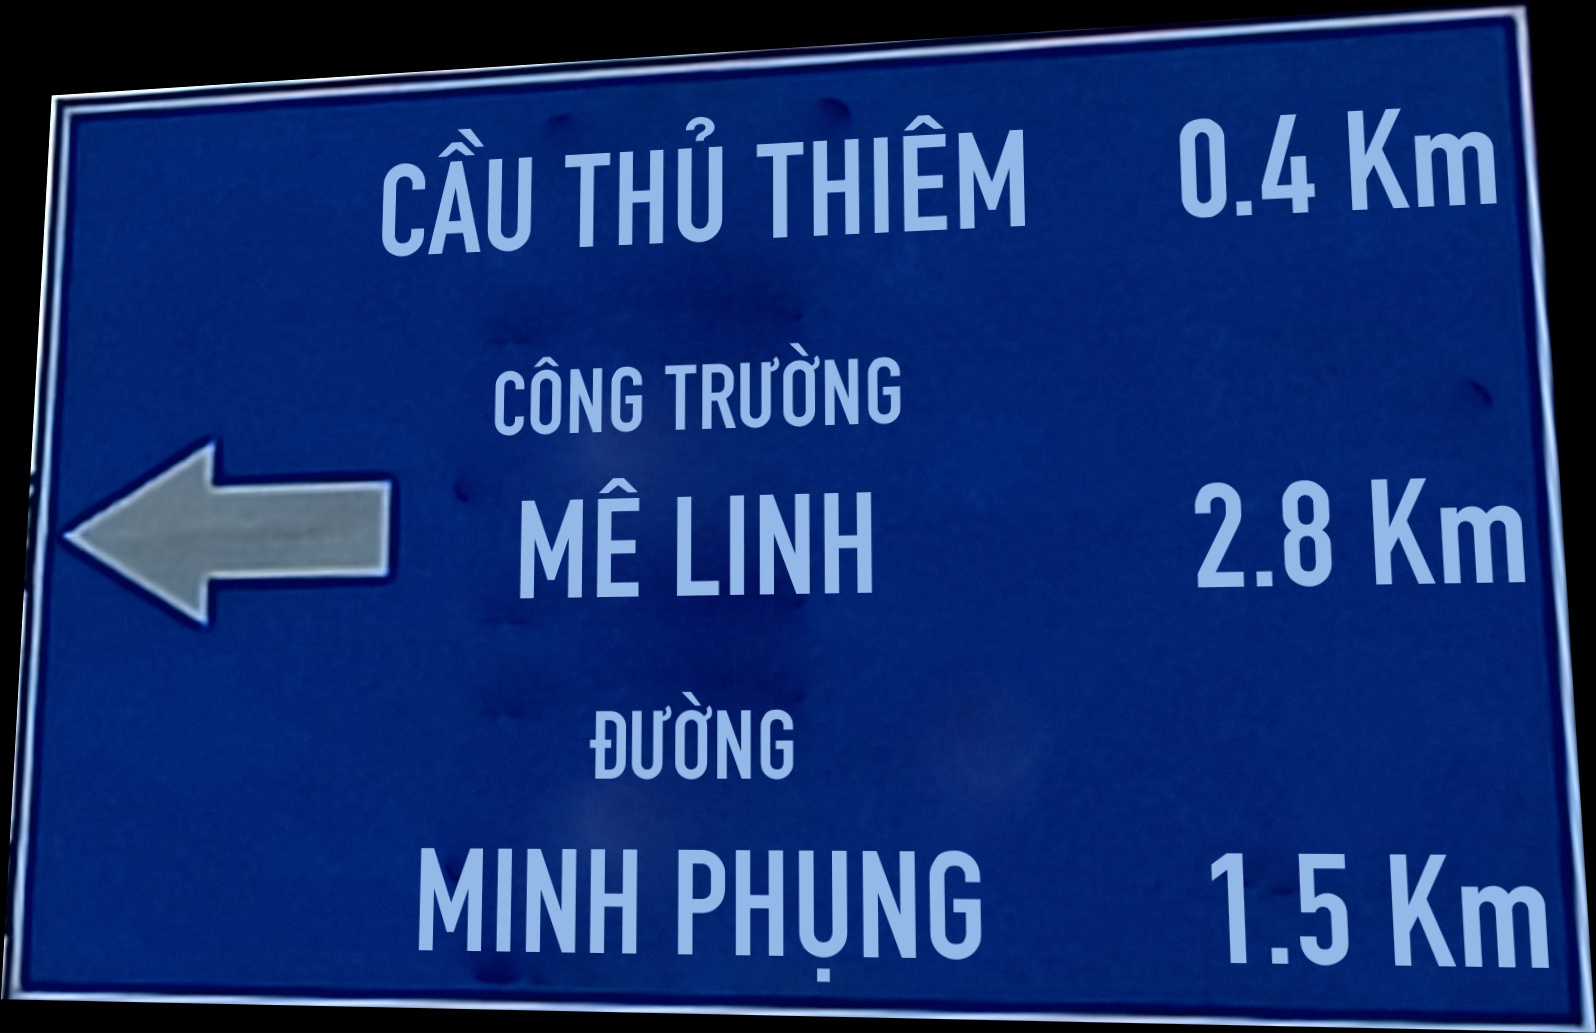 CẦU THỦ THIÊM 0.4 Km
CÔNG TRƯỜNG
MÊ LINH 2.8 Km
ĐƯỜNG
MINH PHỤNG 1.5 Km